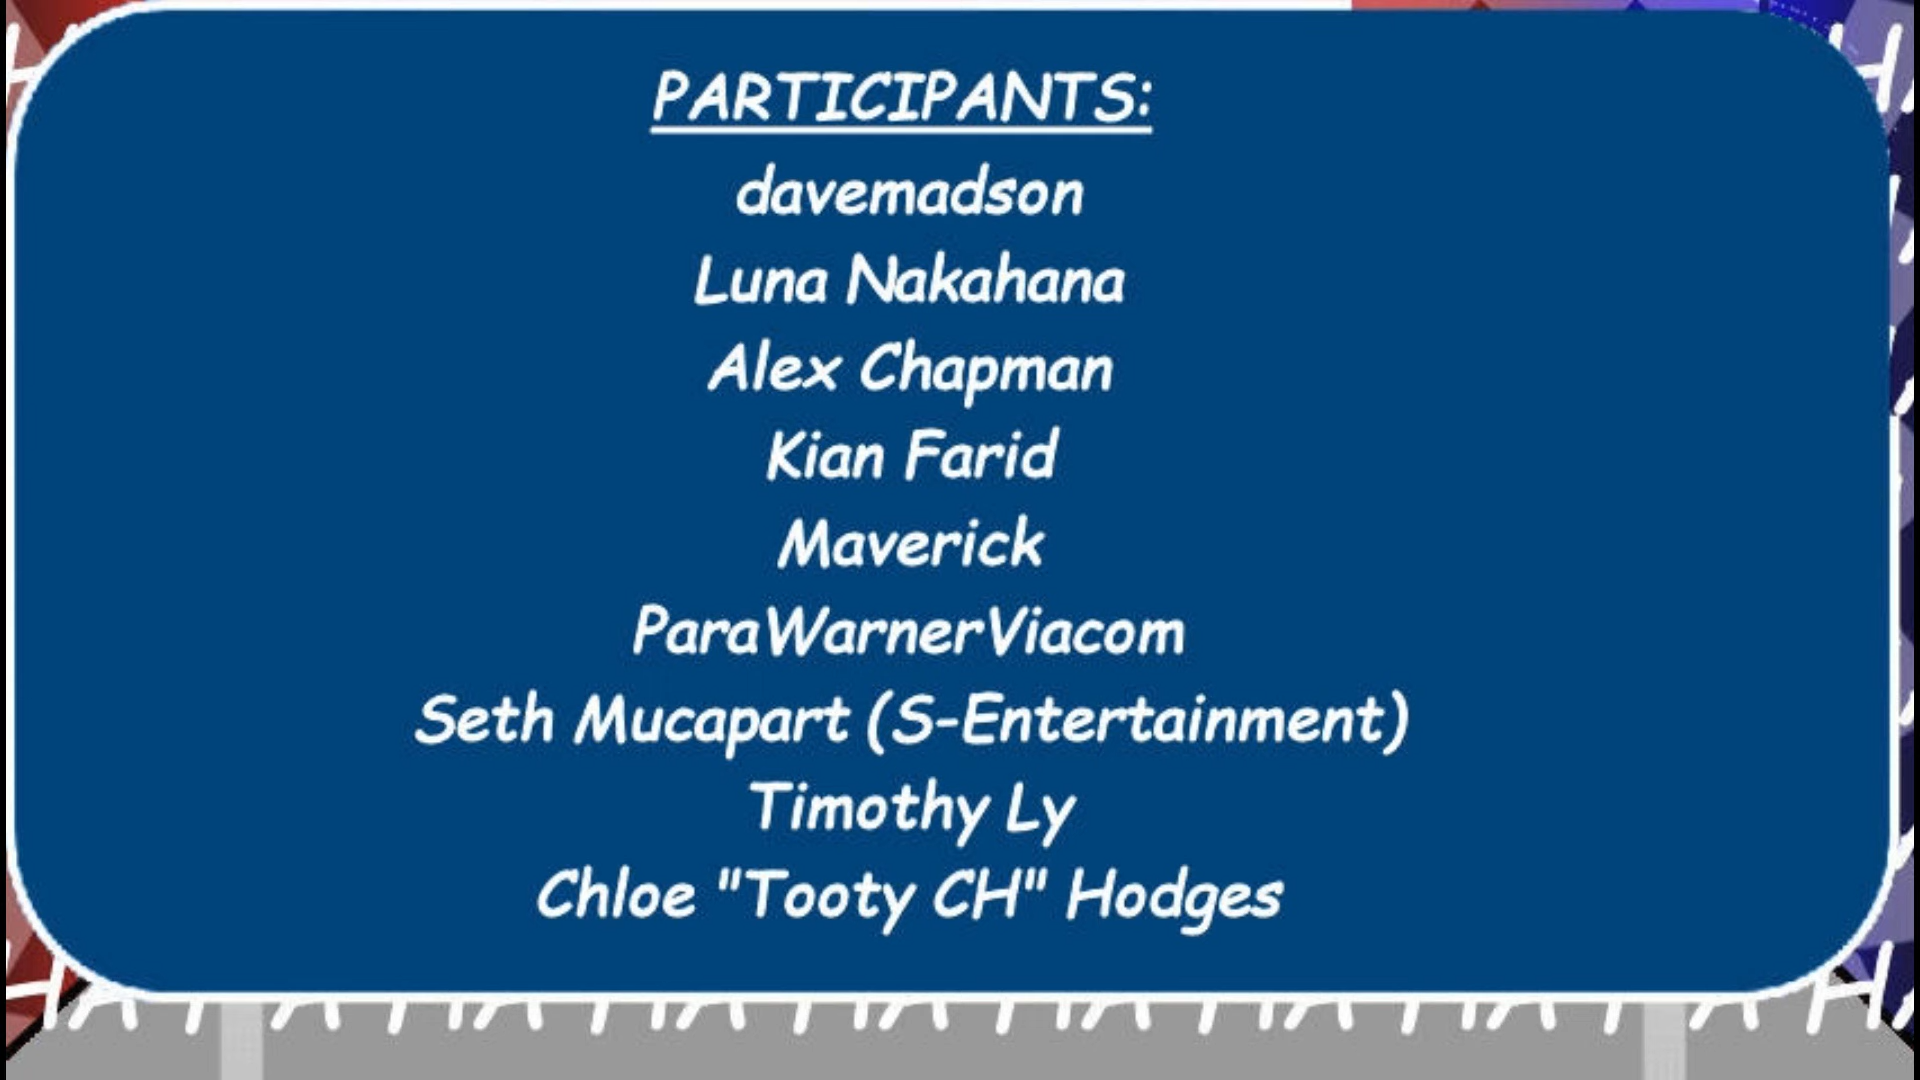 PARTICIPANTS:
davemadson
Luna Nakahana
Alex Chapman
Kian Farid
Maverick
ParaWarnerViacom
Seth Mucapart (S-Entertainment)
Timothy Ly
Chloe "Tooty CH" Hodges